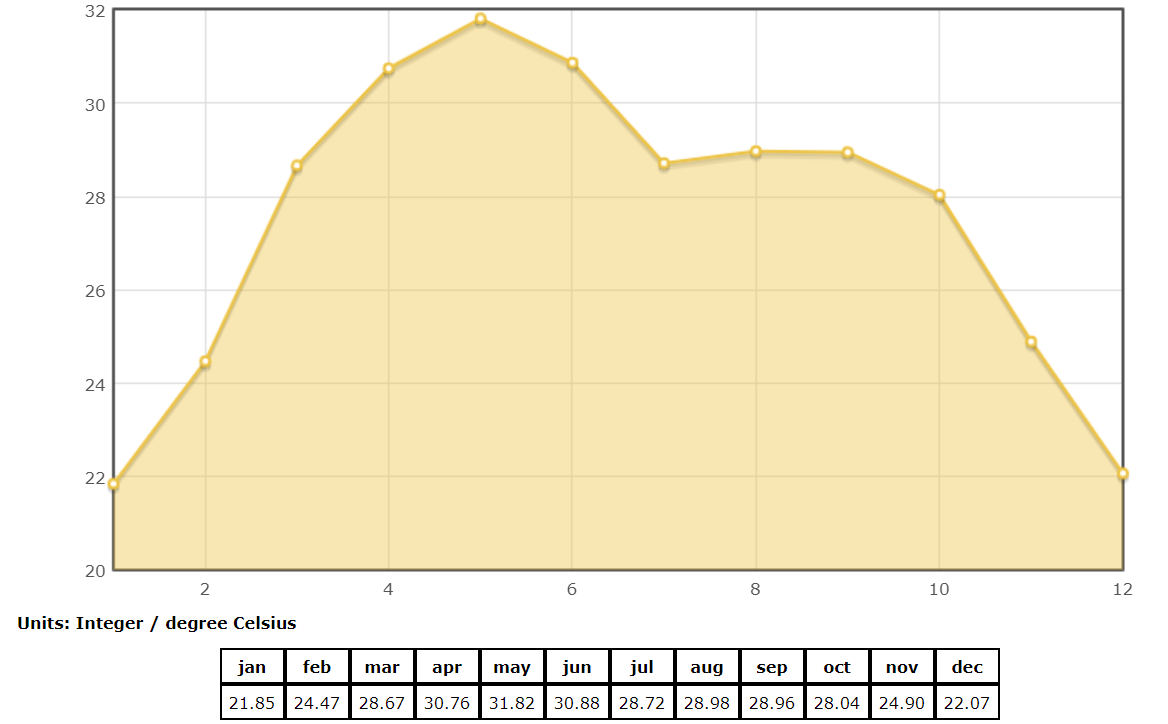 32
30
28
26
24
22
20
2 4 6 8 10 12
Units: Integer / degree Celsius
jan feb mar apr may jun jul aug sep oct nov dec
21.85 24.47 28.67 30.76 31.82 30.88 28.72 28.98 28.96 28.04 24.90 22.07